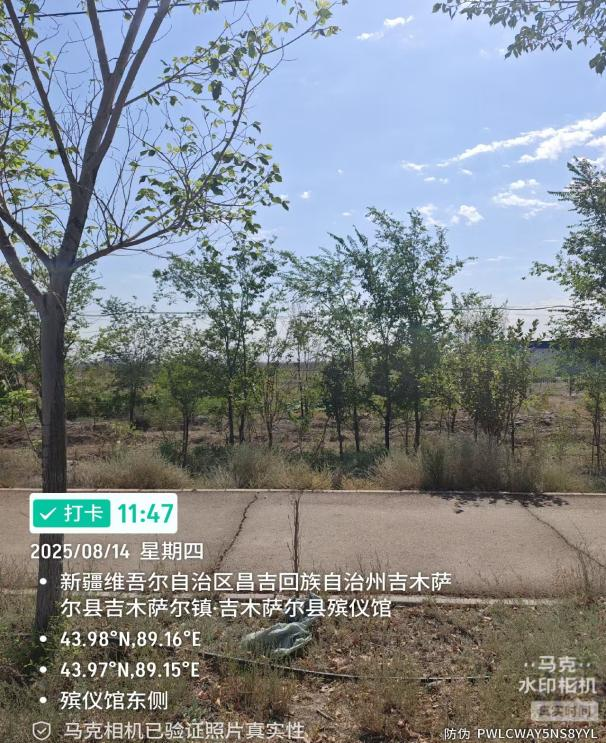 打卡 11:47
2025/08/14 星期四
• 新疆维吾尔自治区昌吉回族自治州吉木萨
尔县吉木萨尔镇·吉木萨尔县殡仪馆
• 43.98°N,89.16°E
• 43.97°N,89.15°E
• 殡仪馆东侧
马克相机已验证照片真实性
马克
水印相机
真实时间
防伪 PWLCWAY5NS8YYL